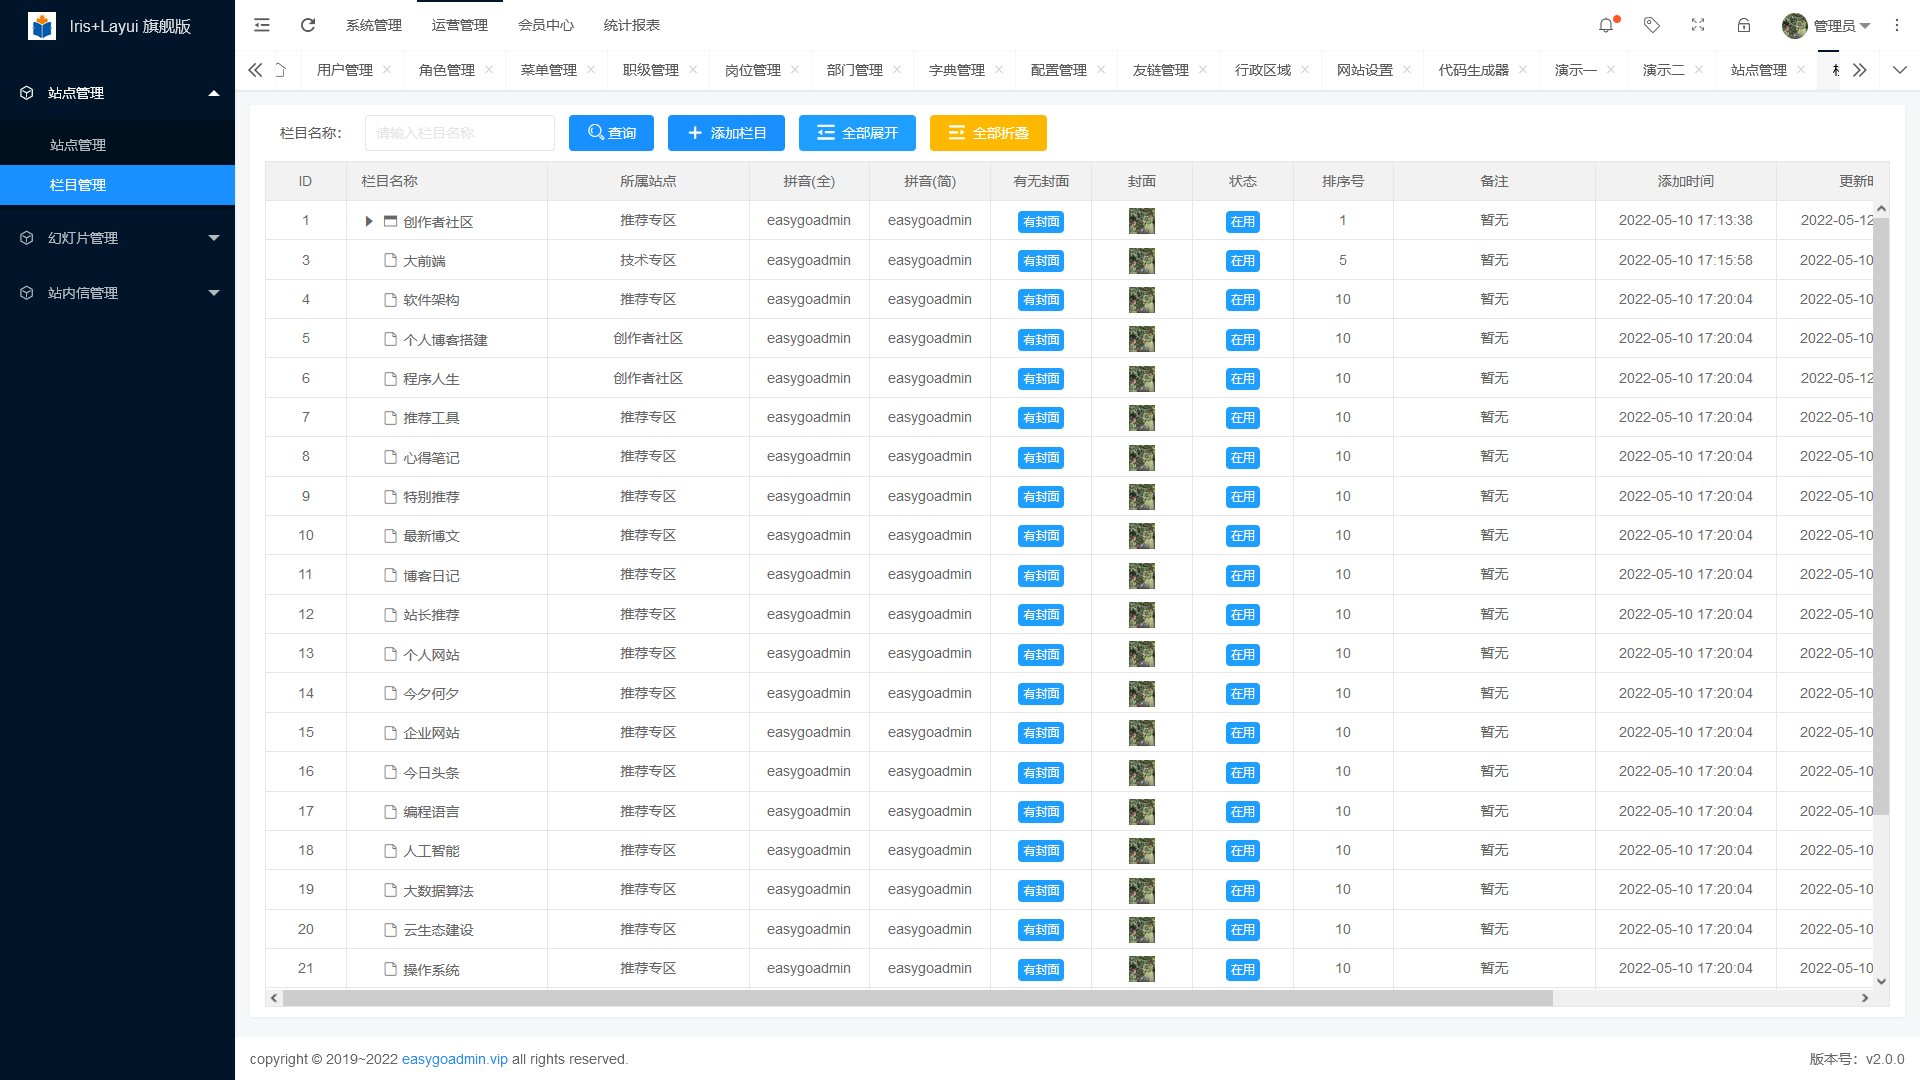 Iris+Layui 旗舰版
系统管理 运营管理 会员中心 统计报表 管理员
用户管理 角色管理 菜单管理 职级管理 岗位管理 部门管理 字典管理 配置管理 友链管理 行政区域 网站设置 代码生成器 演示一 演示二 站点管理
站点管理
站点管理
栏目管理
幻灯片管理
站内信管理
栏目名称： 请输入栏目名称 查询 添加栏目 全部展开 全部折叠
ID 栏目名称 所属站点 拼音(全) 拼音(简) 有无封面 封面 状态 排序号 备注 添加时间 更新时
1 创作者社区 推荐专区 easygoadmin easygoadmin 有封面 在用 1 暂无 2022-05-10 17:13:38 2022-05-12
3 大前端 技术专区 easygoadmin easygoadmin 有封面 在用 5 暂无 2022-05-10 17:15:58 2022-05-10
4 软件架构 推荐专区 easygoadmin easygoadmin 有封面 在用 10 暂无 2022-05-10 17:20:04 2022-05-10
5 个人博客搭建 创作者社区 easygoadmin easygoadmin 有封面 在用 10 暂无 2022-05-10 17:20:04 2022-05-10
6 程序人生 创作者社区 easygoadmin easygoadmin 有封面 在用 10 暂无 2022-05-10 17:20:04 2022-05-12
7 推荐工具 推荐专区 easygoadmin easygoadmin 有封面 在用 10 暂无 2022-05-10 17:20:04 2022-05-10
8 心得笔记 推荐专区 easygoadmin easygoadmin 有封面 在用 10 暂无 2022-05-10 17:20:04 2022-05-10
9 特别推荐 推荐专区 easygoadmin easygoadmin 有封面 在用 10 暂无 2022-05-10 17:20:04 2022-05-10
10 最新博文 推荐专区 easygoadmin easygoadmin 有封面 在用 10 暂无 2022-05-10 17:20:04 2022-05-10
11 博客日记 推荐专区 easygoadmin easygoadmin 有封面 在用 10 暂无 2022-05-10 17:20:04 2022-05-10
12 站长推荐 推荐专区 easygoadmin easygoadmin 有封面 在用 10 暂无 2022-05-10 17:20:04 2022-05-10
13 个人网站 推荐专区 easygoadmin easygoadmin 有封面 在用 10 暂无 2022-05-10 17:20:04 2022-05-10
14 今夕何夕 推荐专区 easygoadmin easygoadmin 有封面 在用 10 暂无 2022-05-10 17:20:04 2022-05-10
15 企业网站 推荐专区 easygoadmin easygoadmin 有封面 在用 10 暂无 2022-05-10 17:20:04 2022-05-10
16 今日头条 推荐专区 easygoadmin easygoadmin 有封面 在用 10 暂无 2022-05-10 17:20:04 2022-05-10
17 编程语言 推荐专区 easygoadmin easygoadmin 有封面 在用 10 暂无 2022-05-10 17:20:04 2022-05-10
18 人工智能 推荐专区 easygoadmin easygoadmin 有封面 在用 10 暂无 2022-05-10 17:20:04 2022-05-10
19 大数据算法 推荐专区 easygoadmin easygoadmin 有封面 在用 10 暂无 2022-05-10 17:20:04 2022-05-10
20 云生态建设 推荐专区 easygoadmin easygoadmin 有封面 在用 10 暂无 2022-05-10 17:20:04 2022-05-10
21 操作系统 推荐专区 easygoadmin easygoadmin 有封面 在用 10 暂无 2022-05-10 17:20:04 2022-05-10
copyright © 2019~2022 easygoadmin.vip all rights reserved. 版本号：v2.0.0